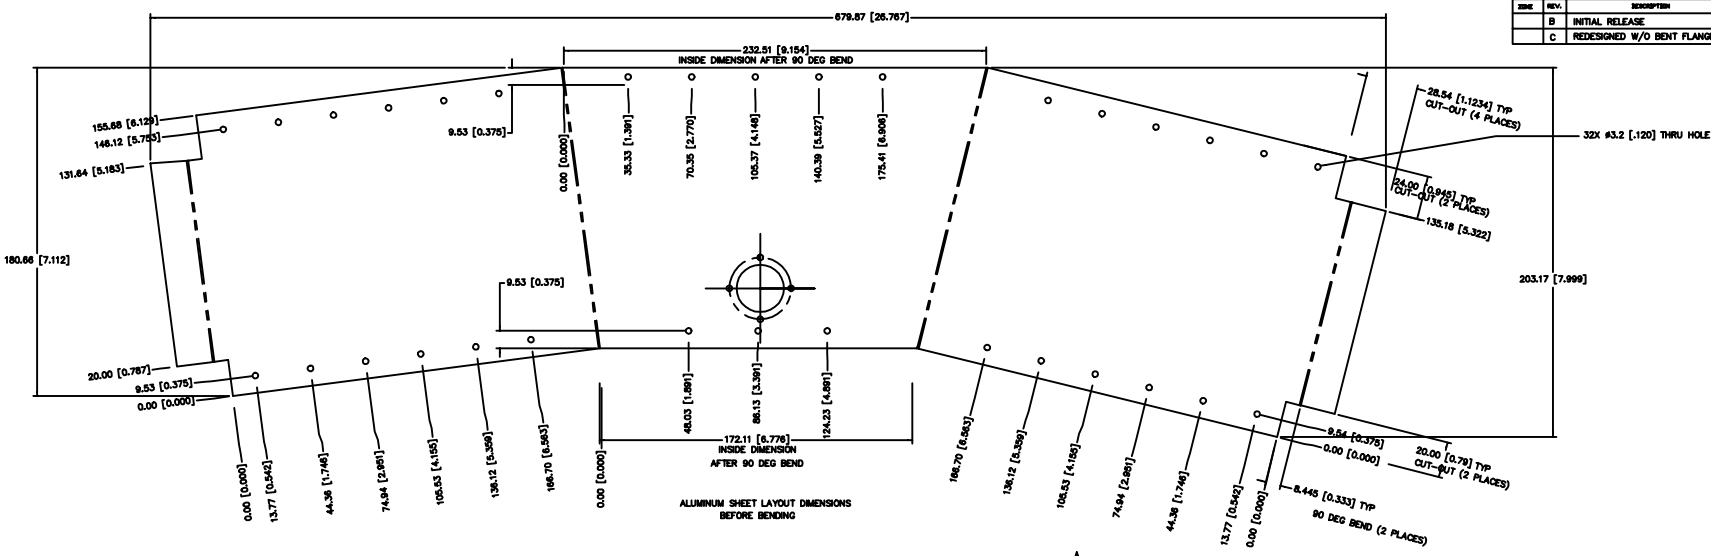 679.87 [26.767]
ZONE REV. DESCRIPTION
B INITIAL RELEASE
C REDESIGNED W/O BENT FLANGE
232.51 [9.154]
INSIDE DIMENSION AFTER 90 DEG BEND
155.68 [6.129]
146.12 [5.753]
131.64 [5.183]
9.53 [0.375]
0.00 [0.000]
35.33 [1.391]
70.35 [2.770]
105.37 [4.148]
140.39 [5.527]
175.41 [6.906]
28.54 [1.1234] TYP
CUT-OUT (4 PLACES)
32X ø3.2 [.120] THRU HOLE
24.00 [0.945] TYP
CUT-OUT (2 PLACES)
135.18 [5.322]
180.66 [7.112]
203.17 [7.999]
9.53 [0.375]
20.00 [0.787]
9.53 [0.375]
0.00 [0.000]
0.00 [0.000]
13.77 [0.542]
44.36 [1.746]
74.94 [2.951]
105.53 [4.155]
136.12 [5.359]
166.70 [6.563]
0.00 [0.000]
48.03 [1.891]
86.13 [3.391]
124.23 [4.891]
172.11 [6.776]
INSIDE DIMENSION
AFTER 90 DEG BEND
166.70 [6.563]
136.12 [5.359]
105.53 [4.155]
74.94 [2.951]
44.36 [1.746]
13.77 [0.542]
0.00 [0.000]
9.54 [0.375]
0.00 [0.000]
20.00 [0.79] TYP
CUT-OUT (2 PLACES)
8.445 [0.333] TYP
90 DEG BEND (2 PLACES)
ALUMINUM SHEET LAYOUT DIMENSIONS
BEFORE BENDING